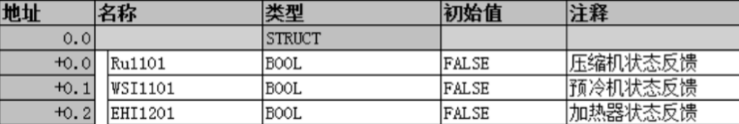 地址 名称 类型 初始值 注释
0.0 STRUCT
+0.0 Ru1101 BOOL FALSE 压缩机状态反馈
+0.1 WSI1101 BOOL FALSE 预冷机状态反馈
+0.2 EHI1201 BOOL FALSE 加热器状态反馈